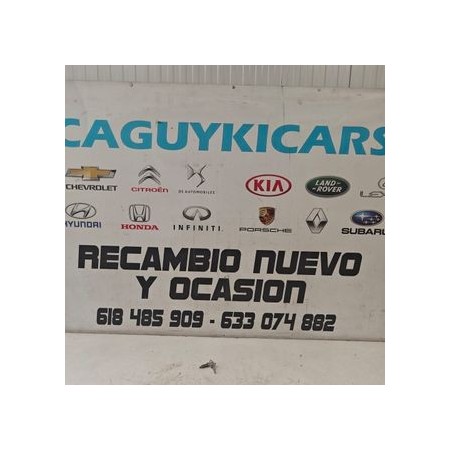 CAGUYKICARS
CHEVROLET CITROËN DS AUTOMOBILES KIA LAND ROVER
HYUNDAI HONDA INFINITI PORSCHE RENAULT SUBARU
RECAMBIO NUEVO
Y OCASION
618 485 909 - 633 074 882